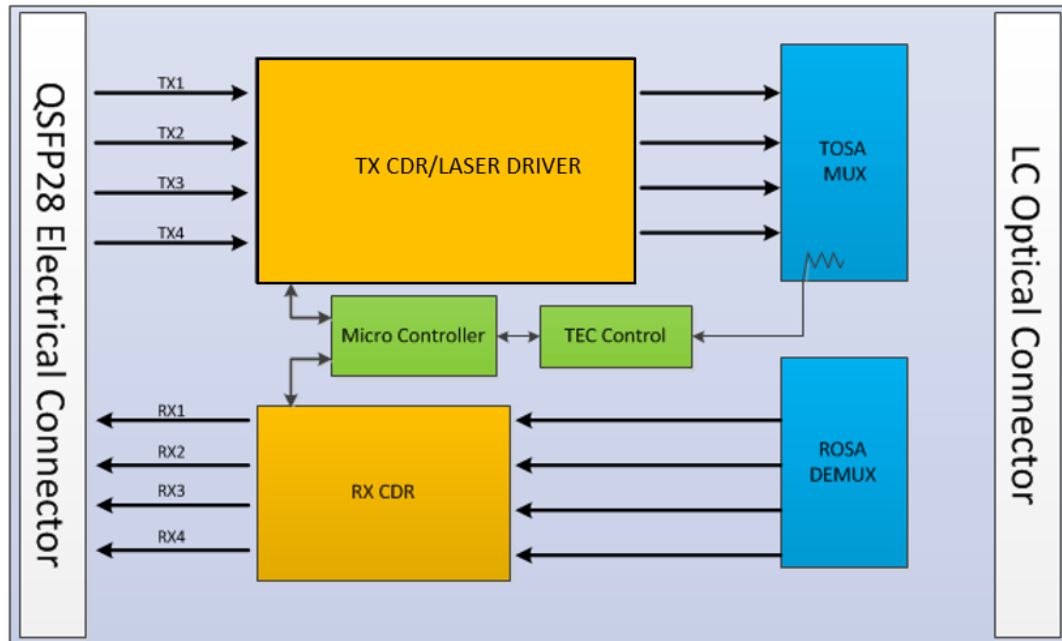 QSFP28 Electrical Connector
TX1
TX2
TX3
TX4
TX CDR/LASER DRIVER
TOSA
MUX
LC Optical Connector
Micro Controller
TEC Control
RX1
RX2
RX3
RX4
RX CDR
ROSA
DEMUX